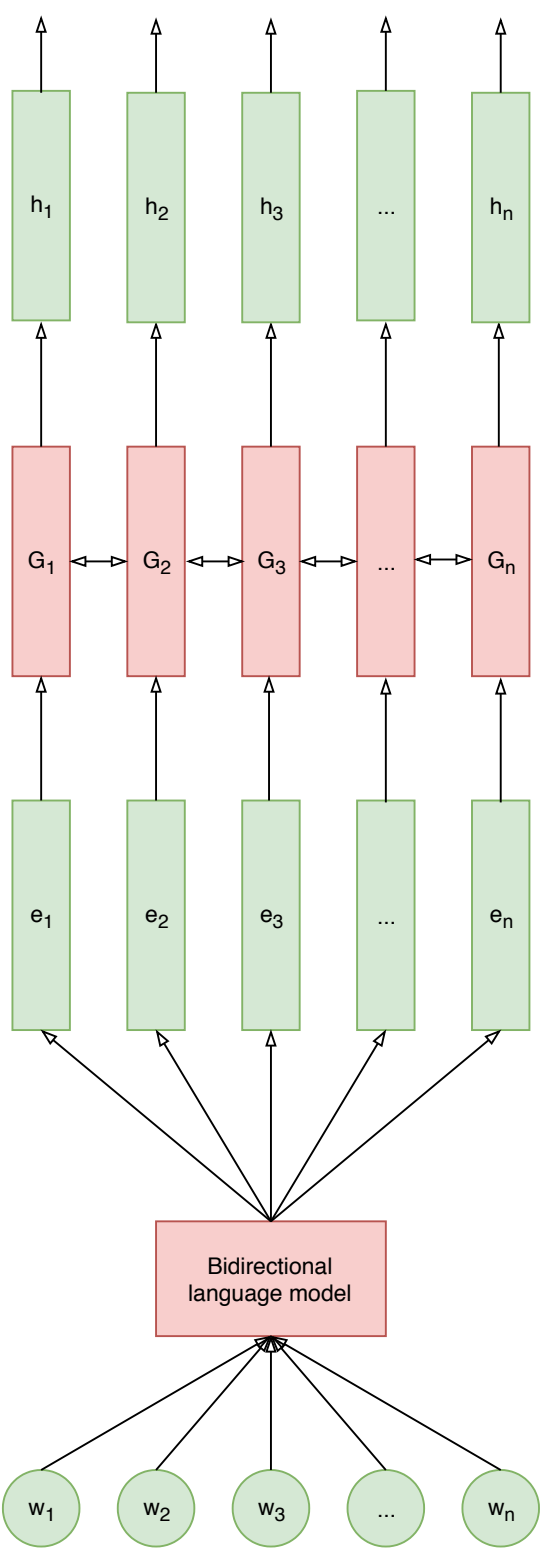 h₁ h₂ h₃ ... hₙ
G₁ G₂ G₃ ... Gₙ
e₁ e₂ e₃ ... eₙ
Bidirectional
language model
w₁ w₂ w₃ ... wₙ